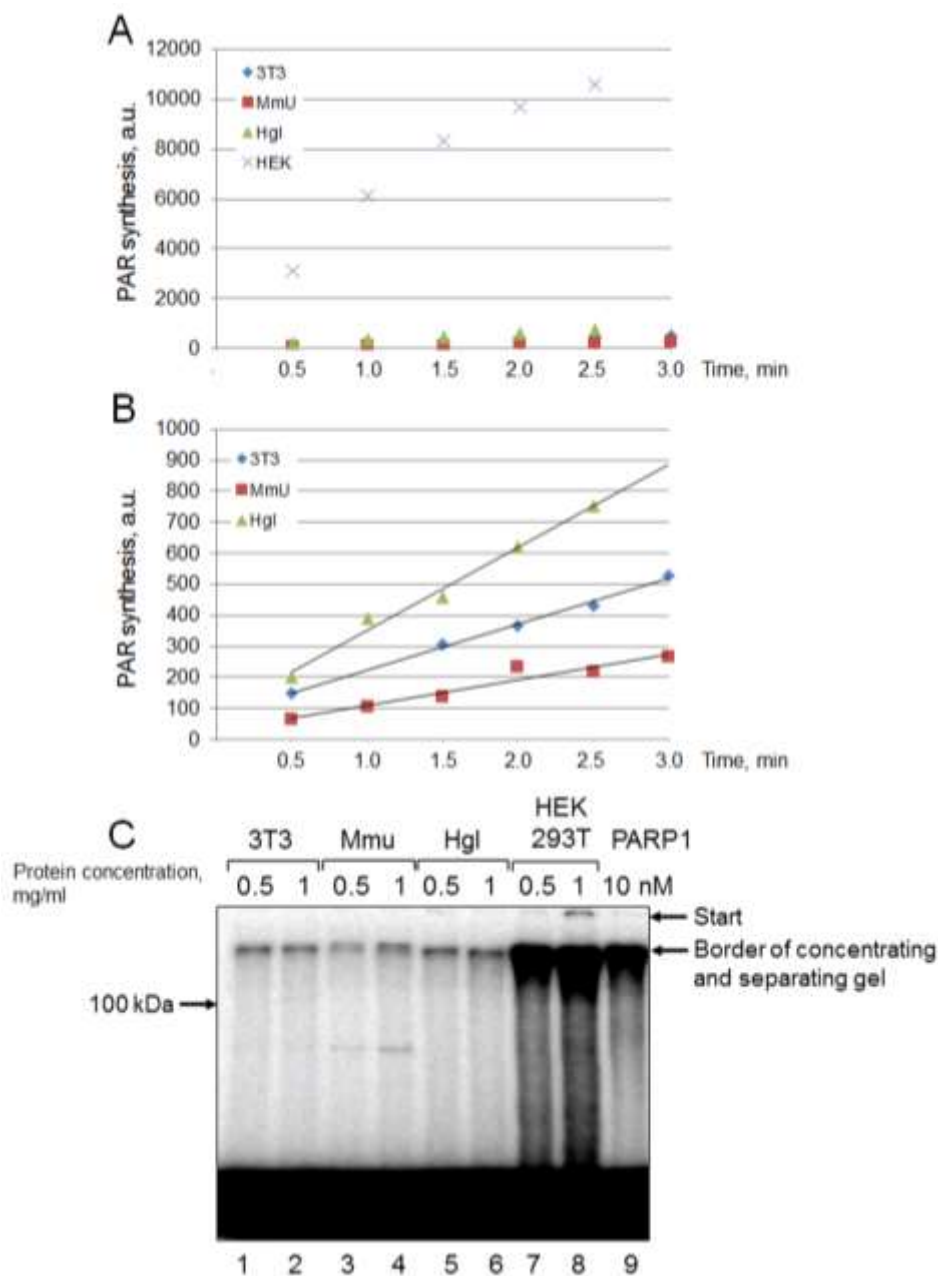 A
12000
10000
8000
6000
4000
2000
0
PAR synthesis, a.u.
3T3
MmU
Hgl
HEK
0.5 1.0 1.5 2.0 2.5 3.0 Time, min
B
1000
900
800
700
600
500
400
300
200
100
0
PAR synthesis, a.u.
3T3
MmU
Hgl
0.5 1.0 1.5 2.0 2.5 3.0 Time, min
C
HEK
3T3 Mmu Hgl 293T PARP1
Protein concentration,
mg/ml
0.5 1 0.5 1 0.5 1 0.5 1 10 nM
Start
Border of concentrating
and separating gel
100 kDa
1 2 3 4 5 6 7 8 9